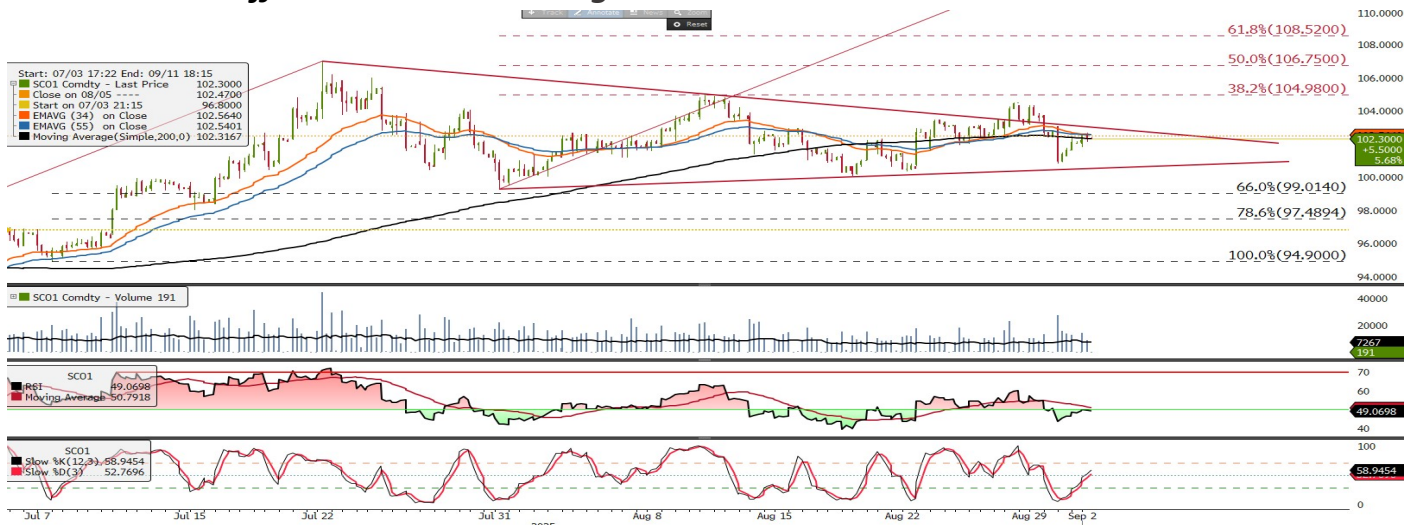 Track Annotate News Zoom
Reset
Start: 07/03 17:22 End: 09/11 18:15
SCO1 Comdty - Last Price 102.3000
Close on 08/05 ---- 102.4700
Start on 07/03 21:15 96.8000
EMAVG (34) on Close 102.5640
EMAVG (55) on Close 102.5401
Moving Average(Simple,200,0) 102.3167
61.8%(108.5200)
50.0%(106.7500)
38.2%(104.9800)
66.0%(99.0140)
78.6%(97.4894)
100.0%(94.9000)
110.0000
108.0000
106.0000
104.0000
102.3000
+5.5000
5.68%
100.0000
98.0000
96.0000
94.0000
SCO1 Comdty - Volume 191
40000
20000
7267
191
SCO1
RSI 49.0698
Moving Average 50.7918
70
60
49.0698
40
SCO1
Slow %K(12,3) 58.9454
Slow %D(3) 52.7696
100
58.9454
0
Jul 7 Jul 15 Jul 22 Jul 31 Aug 8 Aug 15 Aug 22 Aug 29 Sep 2